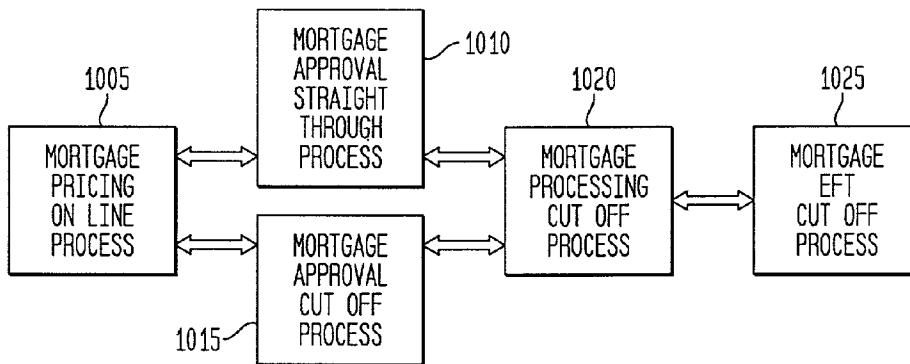 1005
MORTGAGE
PRICING
ON LINE
PROCESS
1010
MORTGAGE
APPROVAL
STRAIGHT
THROUGH
PROCESS
1015
MORTGAGE
APPROVAL
CUT OFF
PROCESS
1020
MORTGAGE
PROCESSING
CUT OFF
PROCESS
1025
MORTGAGE
EFT
CUT OFF
PROCESS